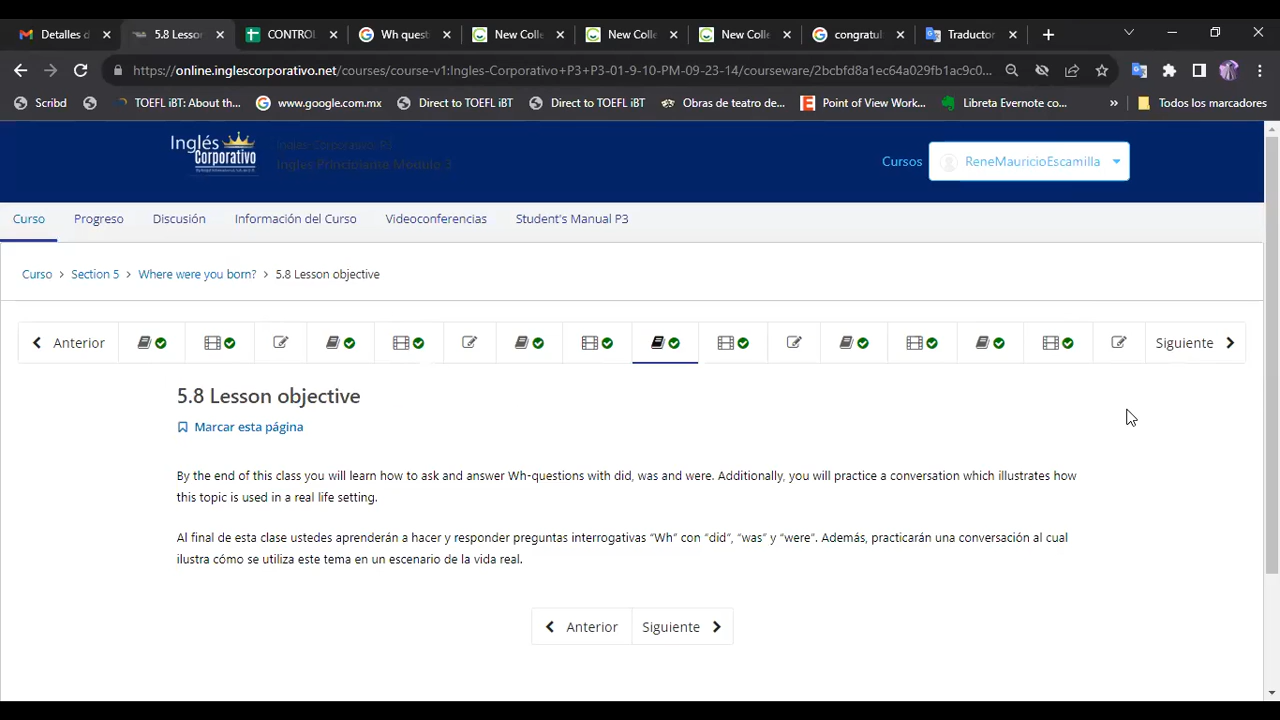 Detalles d
5.8 Lesso
CONTROL
Wh quest
New Colle
New Colle
New Colle
congratul
Traductor
https://online.inglescorporativo.net/courses/course-v1:Ingles-Corporativo+P3+P3-01-9-10-PM-09-23-14/courseware/2bcbfd8a1ec64a029fb1ac9c0...
Scribd
TOEFL iBT: About th...
www.google.com.mx
Direct to TOEFL iBT
Direct to TOEFL iBT
Obras de teatro de...
Point of View Work...
Libreta Evernote co...
»
Todos los marcadores
Inglés
Corporativo
Inglés Corporativo, P3
Inglés Principiante Módulo 3
Cursos
ReneMauricioEscamilla
Curso
Progreso
Discusión
Información del Curso
Videoconferencias
Student's Manual P3
Curso > Section 5 > Where were you born? > 5.8 Lesson objective
Anterior
Siguiente
5.8 Lesson objective
Marcar esta página
By the end of this class you will learn how to ask and answer Wh-questions with did, was and were. Additionally, you will practice a conversation which illustrates how
this topic is used in a real life setting.
Al final de esta clase ustedes aprenderán a hacer y responder preguntas interrogativas “Wh” con “did”, “was” y “were”. Además, practicarán una conversación al cual
ilustra cómo se utiliza este tema en un escenario de la vida real.
Anterior
Siguiente